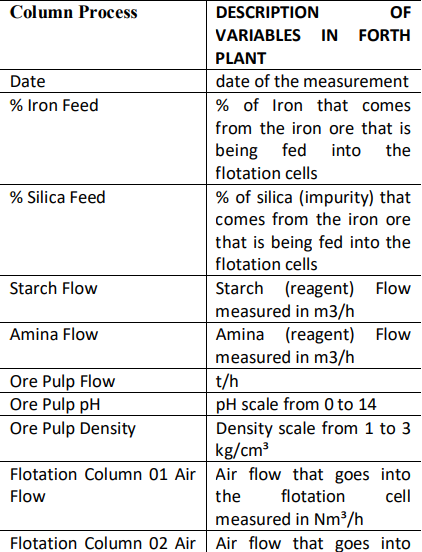 Column Process
DESCRIPTION OF
VARIABLES IN FORTH
PLANT
Date
date of the measurement
% Iron Feed
% of Iron that comes
from the iron ore that is
being fed into the
flotation cells
% Silica Feed
% of silica (impurity) that
comes from the iron ore
that is being fed into the
flotation cells
Starch Flow
Starch (reagent) Flow
measured in m3/h
Amina Flow
Amina (reagent) Flow
measured in m3/h
Ore Pulp Flow
t/h
Ore Pulp pH
pH scale from 0 to 14
Ore Pulp Density
Density scale from 1 to 3
kg/cm³
Flotation Column 01 Air
Flow
Air flow that goes into
the flotation cell
measured in Nm³/h
Flotation Column 02 Air
Air flow that goes into